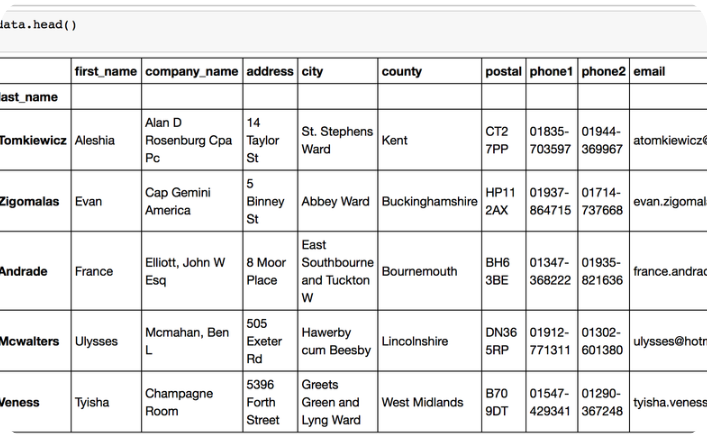 data.head()
first_name company_name address city county postal phone1 phone2 email
last_name
Tomkiewicz Aleshia Alan D Rosenburg Cpa Pc 14 Taylor St St. Stephens Ward Kent CT2 7PP 01835-703597 01944-369967 atomkiewicz@
Zigomalas Evan Cap Gemini America 5 Binney St Abbey Ward Buckinghamshire HP11 2AX 01937-864715 01714-737668 evan.zigomal
Andrade France Elliott, John W Esq 8 Moor Place East Southbourne and Tuckton W Bournemouth BH6 3BE 01347-368222 01935-821636 france.andrad
Mcwalters Ulysses Mcmahan, Ben L 505 Exeter Rd Hawerby cum Beesby Lincolnshire DN36 5RP 01912-771311 01302-601380 ulysses@hotm
Veness Tyisha Champagne Room 5396 Forth Street Greets Green and Lyng Ward West Midlands B70 9DT 01547-429341 01290-367248 tyisha.veness